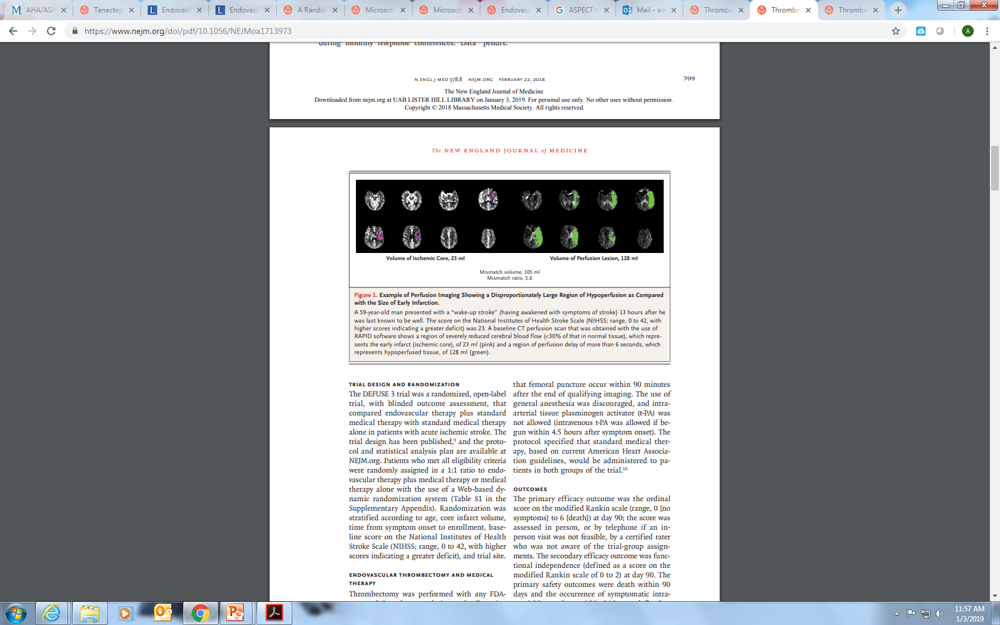 AHA/ASA
Tenectep
Endovasc
Endovasc
A Random
Microsoft
Microsoft
Endovasc
ASPECT s
Mail - as
Thrombe
Thrombe
Thrombe
https://www.nejm.org/doi/pdf/10.1056/NEJMoa1713973
A
during monthly telephone conferences. Data pendix.
N ENGL J MED 378;8 NEJM.ORG FEBRUARY 22, 2018
709
The New England Journal of Medicine
Downloaded from nejm.org at UAB LISTER HILL LIBRARY on January 3, 2019. For personal use only. No other uses without permission.
Copyright © 2018 Massachusetts Medical Society. All rights reserved.
The NEW ENGLAND JOURNAL of MEDICINE
Volume of Ischemic Core, 23 ml
Volume of Perfusion Lesion, 128 ml
Mismatch volume, 105 ml
Mismatch ratio, 5.6
Figure 1. Example of Perfusion Imaging Showing a Disproportionately Large Region of Hypoperfusion as Compared
with the Size of Early Infarction.
A 59-year-old man presented with a “wake-up stroke” (having awakened with symptoms of stroke) 13 hours after he
was last known to be well. The score on the National Institutes of Health Stroke Scale (NIHSS; range, 0 to 42, with
higher scores indicating a greater deficit) was 23. A baseline CT perfusion scan that was obtained with the use of
RAPID software shows a region of severely reduced cerebral blood flow (<30% of that in normal tissue), which repre-
sents the early infarct (ischemic core), of 23 ml (pink) and a region of perfusion delay of more than 6 seconds, which
represents hypoperfused tissue, of 128 ml (green).
TRIAL DESIGN AND RANDOMIZATION
The DEFUSE 3 trial was a randomized, open-label
trial, with blinded outcome assessment, that
compared endovascular therapy plus standard
medical therapy with standard medical therapy
alone in patients with acute ischemic stroke. The
trial design has been published,9 and the proto-
col and statistical analysis plan are available at
NEJM.org. Patients who met all eligibility criteria
were randomly assigned in a 1:1 ratio to endo-
vascular therapy plus medical therapy or medical
therapy alone with the use of a Web-based dy-
namic randomization system (Table S1 in the
Supplementary Appendix). Randomization was
stratified according to age, core infarct volume,
time from symptom onset to enrollment, base-
line score on the National Institutes of Health
Stroke Scale (NIHSS; range, 0 to 42, with higher
scores indicating a greater deficit), and trial site.
ENDOVASCULAR THROMBECTOMY AND MEDICAL
THERAPY
Thrombectomy was performed with any FDA-
that femoral puncture occur within 90 minutes
after the end of qualifying imaging. The use of
general anesthesia was discouraged, and intra-
arterial tissue plasminogen activator (t-PA) was
not allowed (intravenous t-PA was allowed if be-
gun within 4.5 hours after symptom onset). The
protocol specified that standard medical ther-
apy, based on current American Heart Associa-
tion guidelines, would be administered to pa-
tients in both groups of the trial.10
OUTCOMES
The primary efficacy outcome was the ordinal
score on the modified Rankin scale (range, 0 [no
symptoms] to 6 [death]) at day 90; the score was
assessed in person, or by telephone if an in-
person visit was not feasible, by a certified rater
who was not aware of the trial-group assign-
ments. The secondary efficacy outcome was func-
tional independence (defined as a score on the
modified Rankin scale of 0 to 2) at day 90. The
primary safety outcomes were death within 90
days and the occurrence of symptomatic intra-
11:57 AM
1/3/2019